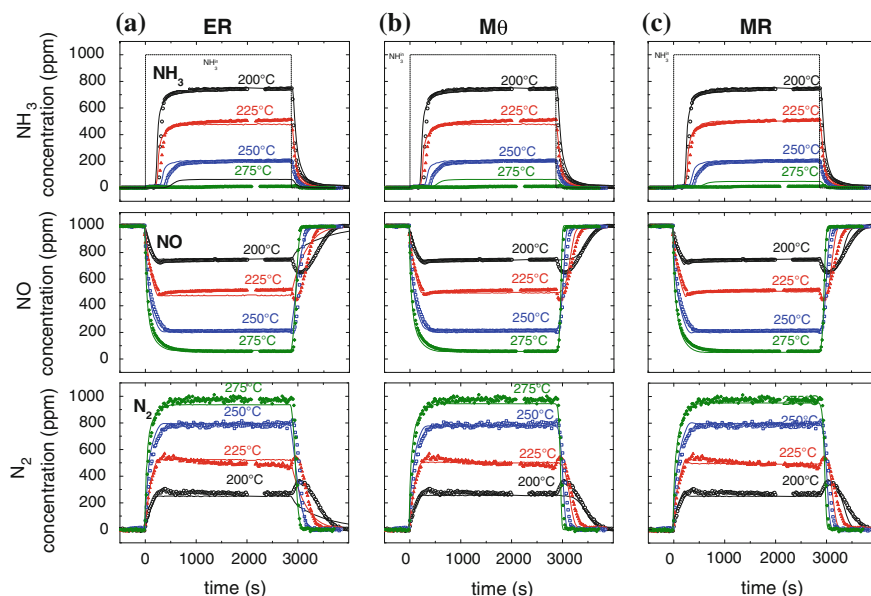 (a) ER (b) Mθ (c) MR
NH₃
concentration (ppm)
1000
800
600
400
200
0
NH₃ NH₃ⁱⁿ 200°C
225°C
250°C
275°C
NH₃ⁱⁿ 200°C
225°C
250°C
275°C
NH₃ⁱⁿ 200°C
225°C
250°C
275°C
NO
concentration (ppm)
1000
800
600
400
200
0
NO 200°C
225°C
250°C
275°C
200°C
225°C
250°C
275°C
200°C
225°C
250°C
275°C
N₂
concentration (ppm)
1000
800
600
400
200
0
N₂ 275°C
250°C
225°C
200°C
275°C
250°C
225°C
200°C
250°C
225°C
200°C
0 1000 2000 3000
0 1000 2000 3000
0 1000 2000 3000
time (s) time (s) time (s)